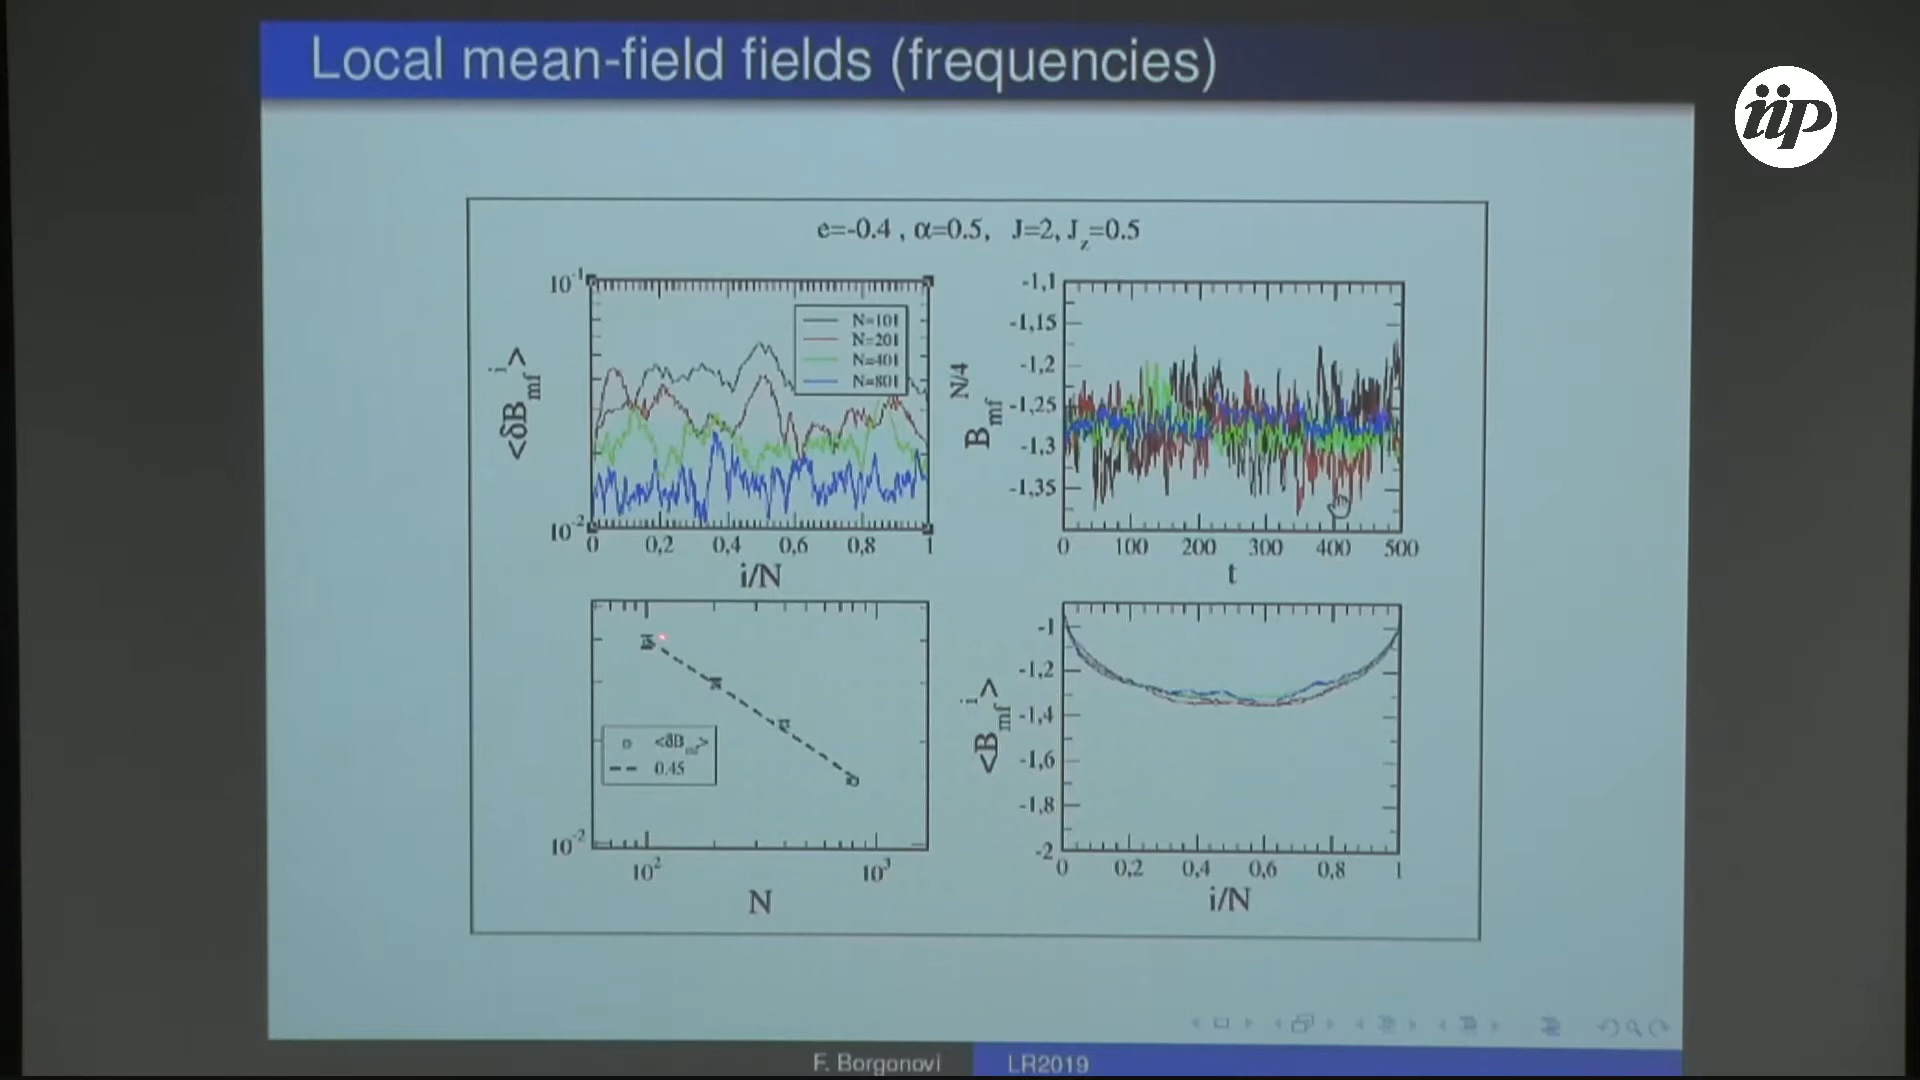 Local mean-field fields (frequencies)
iip
e=-0.4 , α=0.5, J=2, J_z=0.5
10^-1
10^-2
<δB_mf^i>
N=101
N=201
N=401
N=801
0 0,2 0,4 0,6 0,8 1
i/N
B_mf^N/4
-1,1
-1,15
-1,2
-1,25
-1,3
-1,35
0 100 200 300 400 500
t
<δB_mf>
0.45
10^-2
10^2 10^3
N
<B_mf^i>
-1
-1,2
-1,4
-1,6
-1,8
-2
0 0,2 0,4 0,6 0,8 1
i/N
F. Borgonovi LR2019